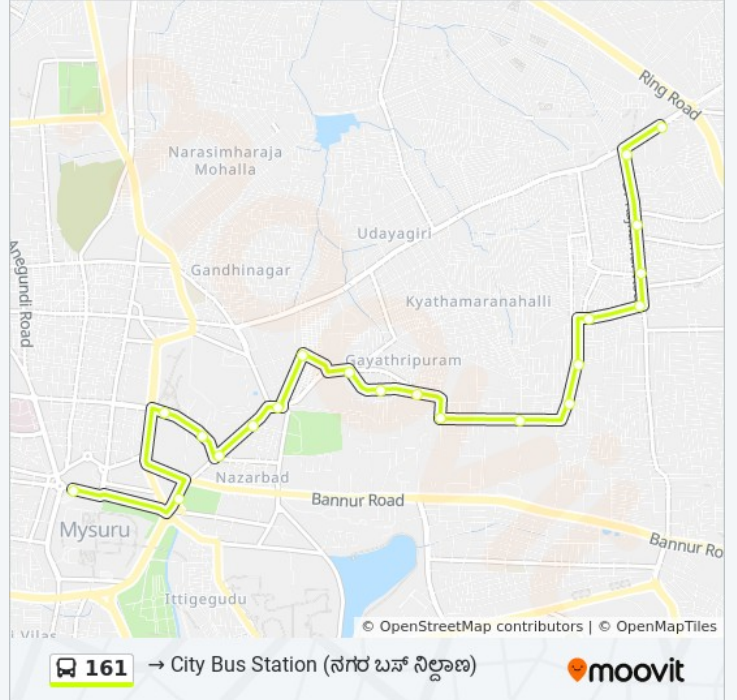 Ring Road
Narasimharaja
Mohalla
Udayagiri
Gandhinagar
Anegundi Road
Kyathamaranahalli
Gayathripuram
Nazarbad
Bannur Road
Mysuru
Bannur Ro
Ittigegudu
i Vilas
© OpenStreetMap contributors | © OpenMapTiles
161 → City Bus Station (ನಗರ ಬಸ್ ನಿಲ್ದಾಣ)
moovit